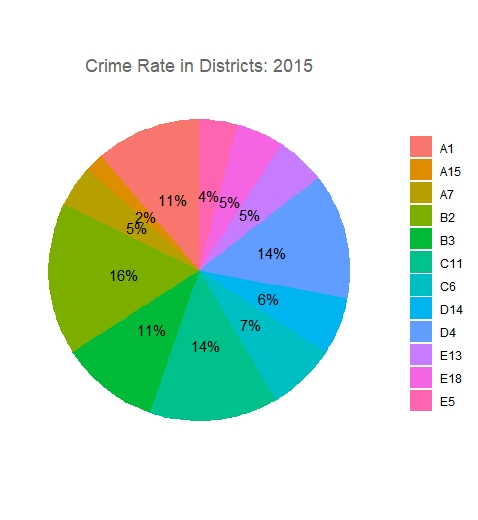 Crime Rate in Districts: 2015
4%
11%
5%
5%
2%
5%
14%
16%
6%
7%
11%
14%
A1
A15
A7
B2
B3
C11
C6
D14
D4
E13
E18
E5